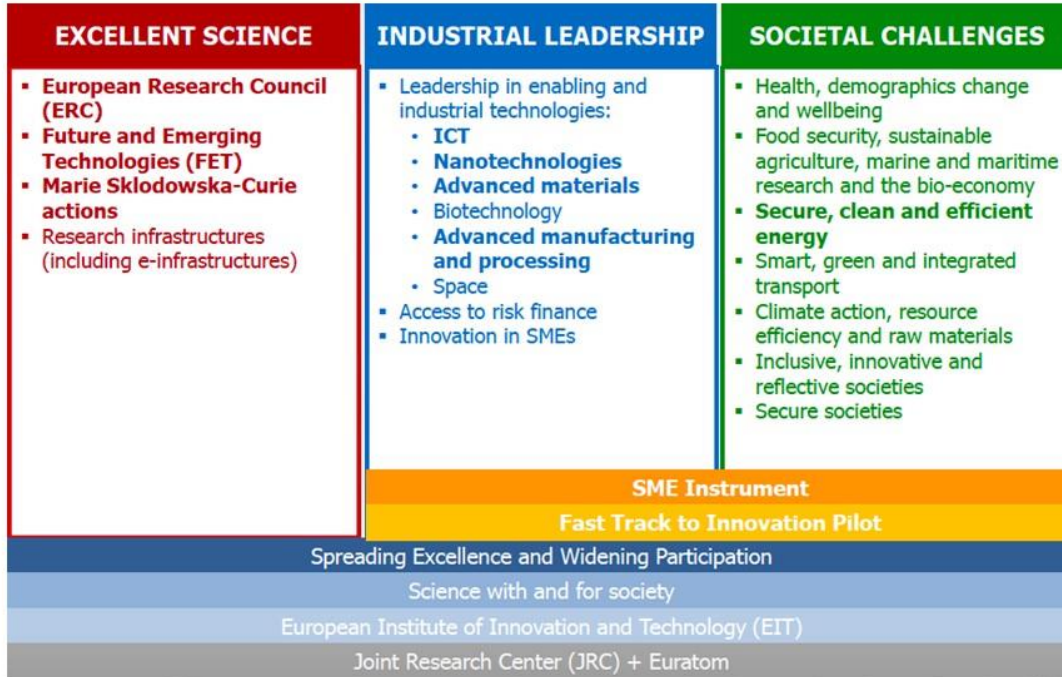 EXCELLENT SCIENCE
▪ European Research Council
(ERC)
▪ Future and Emerging
Technologies (FET)
▪ Marie Sklodowska-Curie
actions
▪ Research infrastructures
(including e-infrastructures)
INDUSTRIAL LEADERSHIP
▪ Leadership in enabling and
industrial technologies:
• ICT
• Nanotechnologies
• Advanced materials
• Biotechnology
• Advanced manufacturing
and processing
• Space
▪ Access to risk finance
▪ Innovation in SMEs
SOCIETAL CHALLENGES
▪ Health, demographics change
and wellbeing
▪ Food security, sustainable
agriculture, marine and maritime
research and the bio-economy
▪ Secure, clean and efficient
energy
▪ Smart, green and integrated
transport
▪ Climate action, resource
efficiency and raw materials
▪ Inclusive, innovative and
reflective societies
▪ Secure societies
SME Instrument
Fast Track to Innovation Pilot
Spreading Excellence and Widening Participation
Science with and for society
European Institute of Innovation and Technology (EIT)
Joint Research Center (JRC) + Euratom